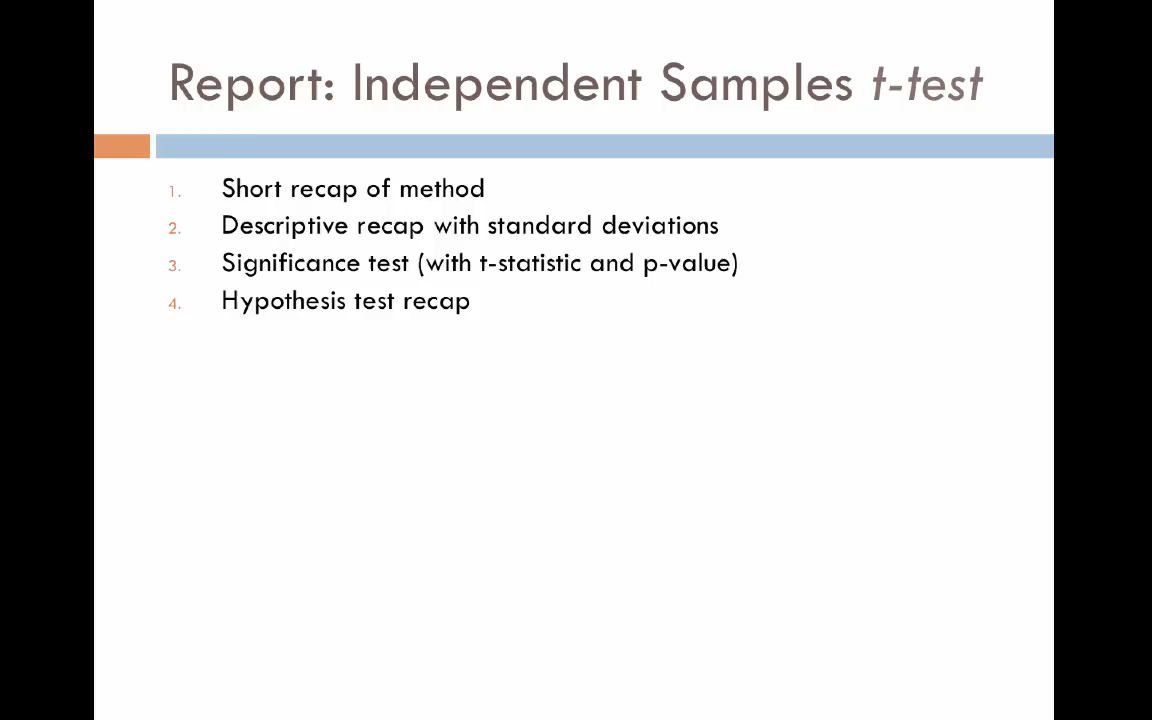 Report: Independent Samples t-test
1. Short recap of method
2. Descriptive recap with standard deviations
3. Significance test (with t-statistic and p-value)
4. Hypothesis test recap